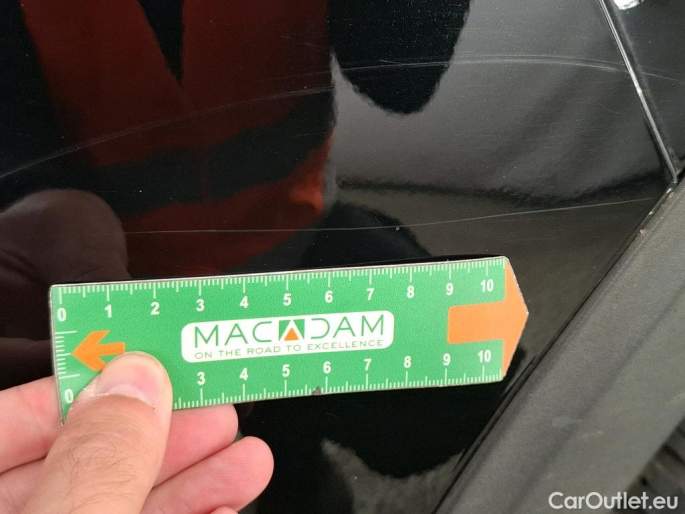 0 1 2 3 4 5 6 7 8 9 10
MACADAM
ON THE ROAD TO EXCELLENCE
0 3 4 5 6 7 8 9 10
CarOutlet.eu